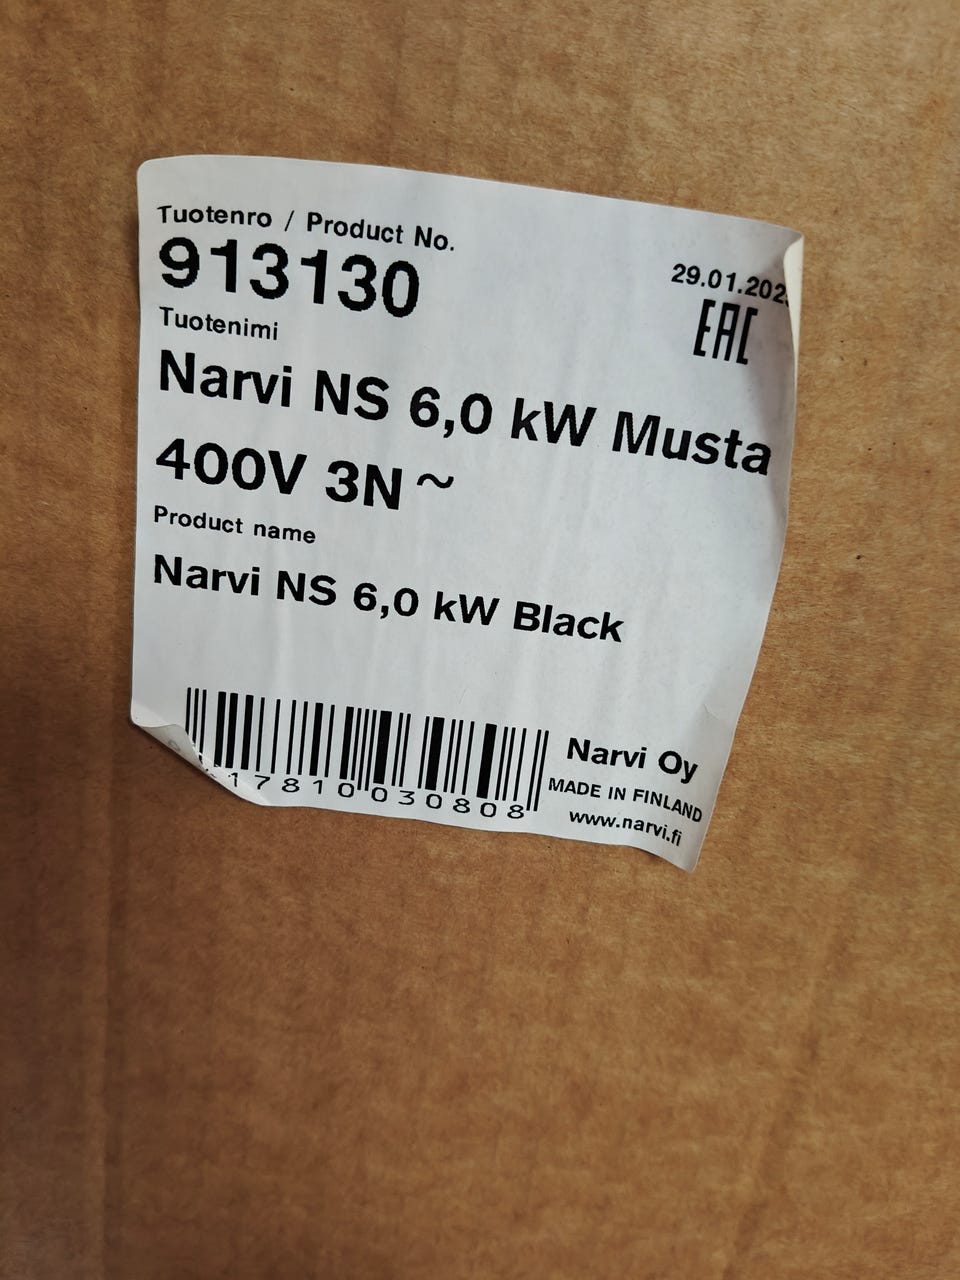 Tuotenro / Product No.
913130
29.01.202
EAC
Tuotenimi
Narvi NS 6,0 kW Musta
400V 3N~
Product name
Narvi NS 6,0 kW Black
17810 030808
Narvi Oy
MADE IN FINLAND
www.narvi.fi